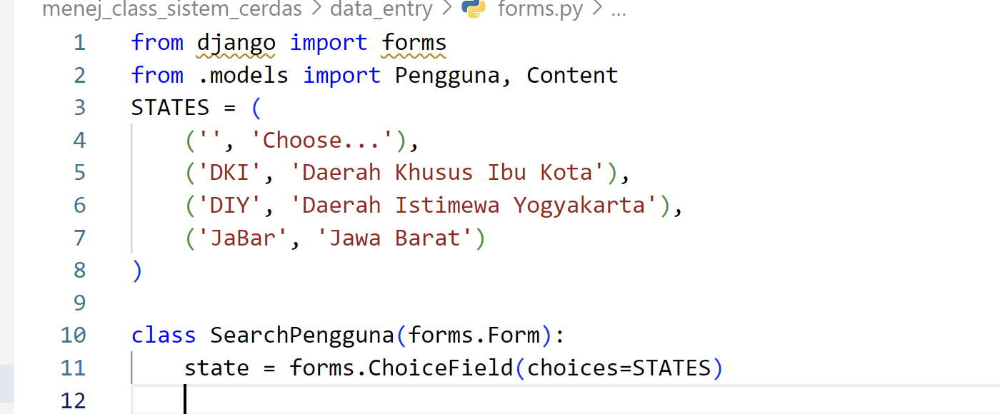 menej_class_sistem_cerdas > data_entry > forms.py > ...
1 from django import forms
2 from .models import Pengguna, Content
3 STATES = (
4     ('', 'Choose...'),
5     ('DKI', 'Daerah Khusus Ibu Kota'),
6     ('DIY', 'Daerah Istimewa Yogyakarta'),
7     ('JaBar', 'Jawa Barat')
8 )
9
10 class SearchPengguna(forms.Form):
11     state = forms.ChoiceField(choices=STATES)
12